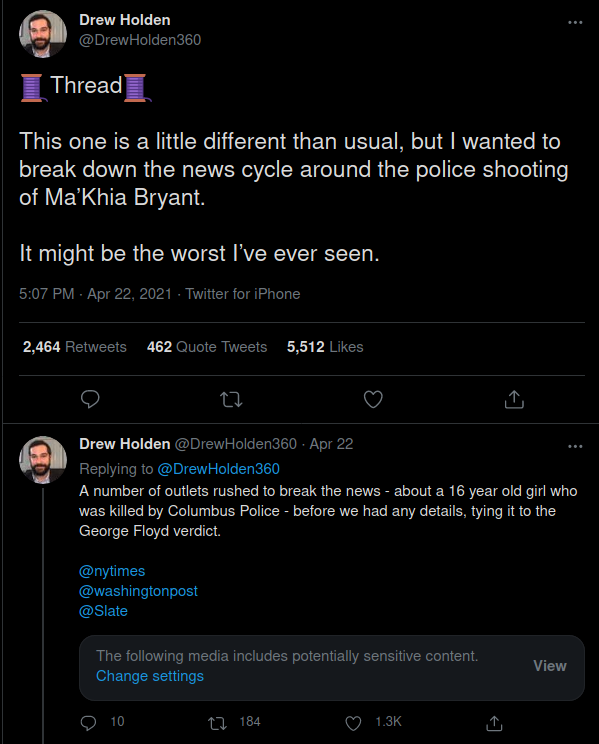 Drew Holden
@DrewHolden360
🧵 Thread🧵
This one is a little different than usual, but I wanted to
break down the news cycle around the police shooting
of Ma’Khia Bryant.
It might be the worst I’ve ever seen.
5:07 PM · Apr 22, 2021 · Twitter for iPhone
2,464 Retweets 462 Quote Tweets 5,512 Likes
Drew Holden @DrewHolden360 · Apr 22
Replying to @DrewHolden360
A number of outlets rushed to break the news - about a 16 year old girl who
was killed by Columbus Police - before we had any details, tying it to the
George Floyd verdict.
@nytimes
@washingtonpost
@Slate
The following media includes potentially sensitive content.
Change settings
View
10 184 1.3K